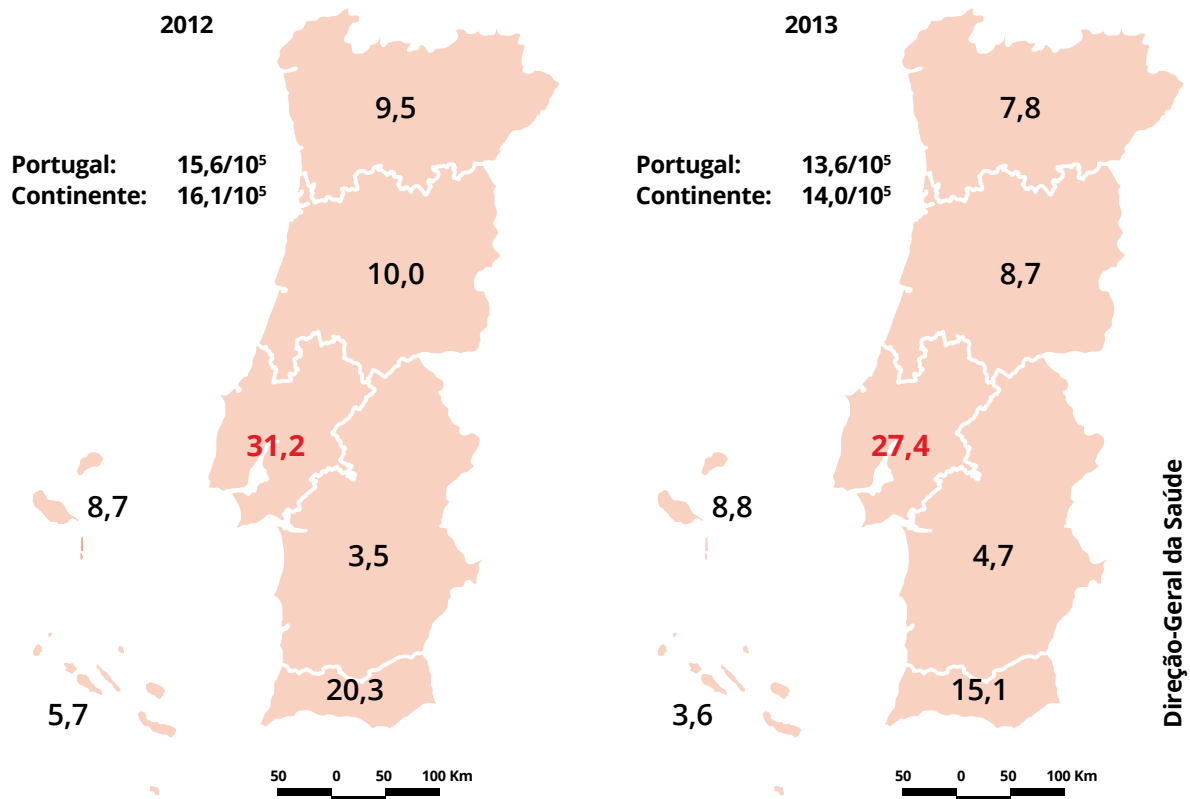 2012
9,5
Portugal: 15,6/10⁵
Continente: 16,1/10⁵
10,0
31,2
8,7
3,5
20,3
5,7
50 0 50 100 Km
2013
7,8
Portugal: 13,6/10⁵
Continente: 14,0/10⁵
8,7
27,4
8,8
4,7
15,1
3,6
50 0 50 100 Km
Direção-Geral da Saúde